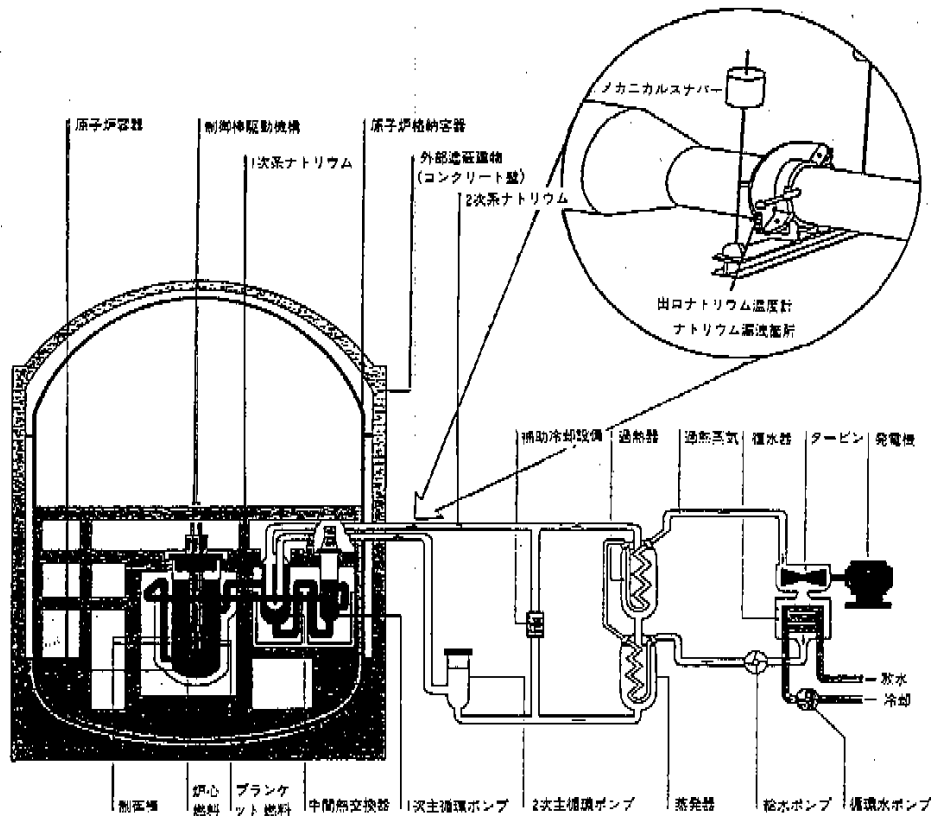 メカニカルスナバー
出口ナトリウム温度計
ナトリウム漏洩箇所
原子炉容器
制御棒駆動機構
原子炉格納容器
1次系ナトリウム
外部遮蔽建物
(コンクリート壁)
2次系ナトリウム
補助冷却設備
過熱器
過熱蒸気
復水器
タービン
発電機
放水
冷却
制御棒
炉心
燃料
ブランケ
ット燃料
中間熱交換器
1次主循環ポンプ
2次主循環ポンプ
蒸発器
給水ポンプ
循環水ポンプ